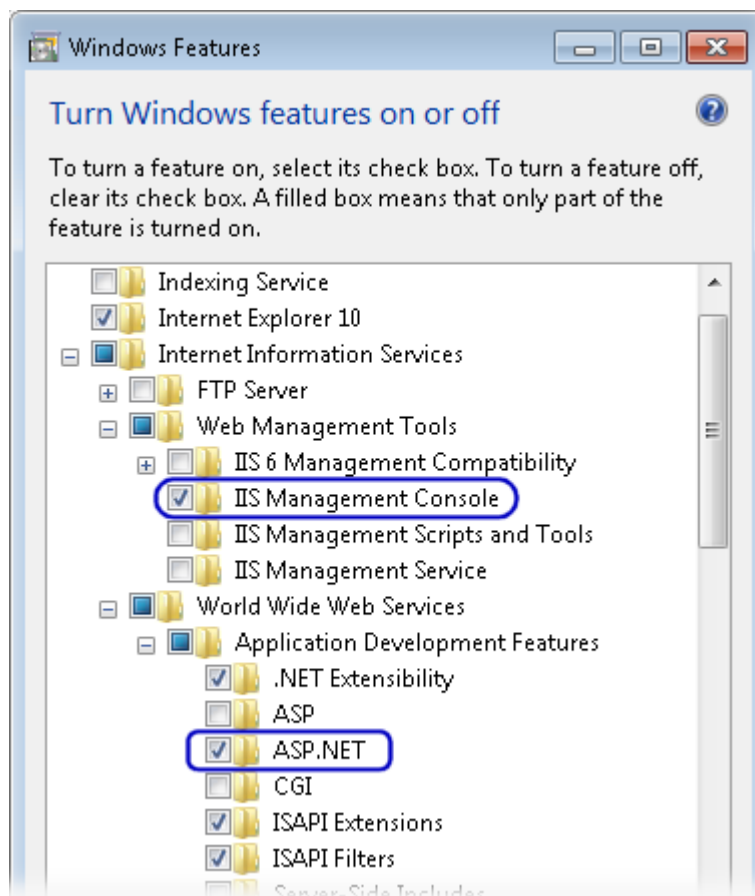 Windows Features
Turn Windows features on or off
To turn a feature on, select its check box. To turn a feature off,
clear its check box. A filled box means that only part of the
feature is turned on.
Indexing Service
Internet Explorer 10
Internet Information Services
FTP Server
Web Management Tools
IIS 6 Management Compatibility
IIS Management Console
IIS Management Scripts and Tools
IIS Management Service
World Wide Web Services
Application Development Features
.NET Extensibility
ASP
ASP.NET
CGI
ISAPI Extensions
ISAPI Filters
Server-Side Includes